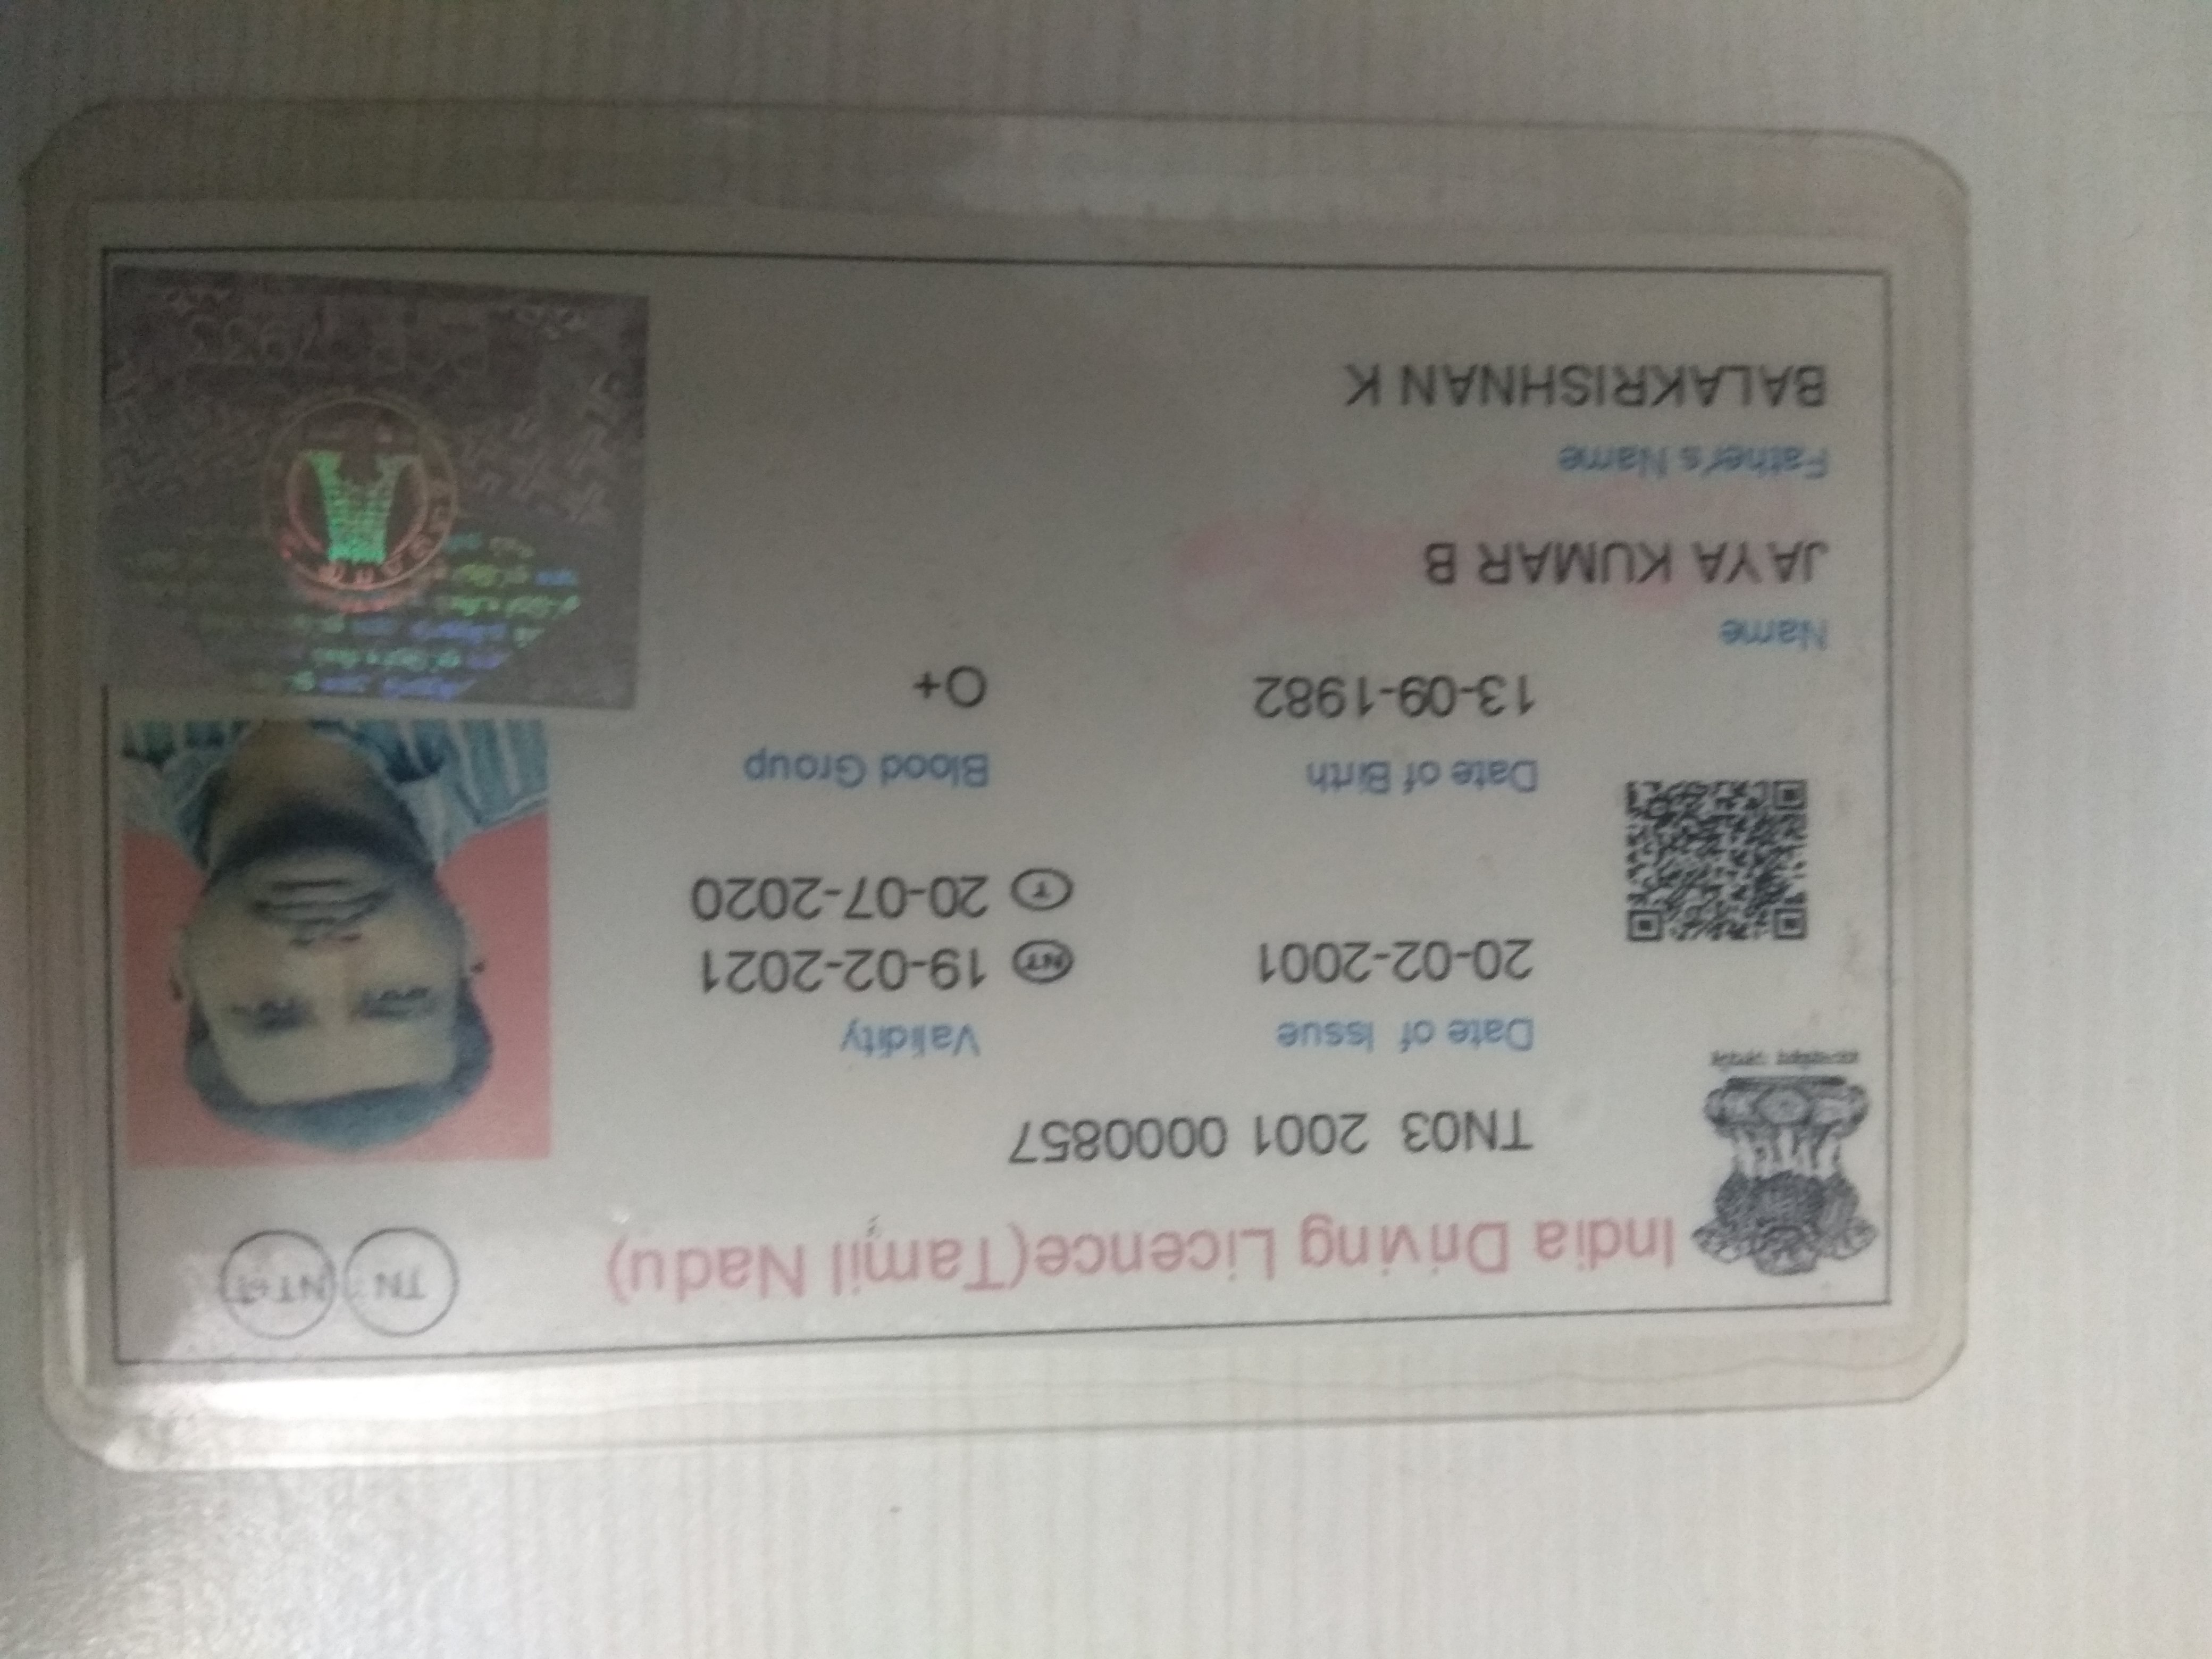 India Driving Licence(Tamil Nadu)
TN
TN03 2001 0000857
Date of Issue Validity
20-02-2001 NT 19-02-2021
T 20-07-2020
Date of Birth Blood Group
13-09-1982 O+
Name
JAYA KUMAR B
Father's Name
BALAKRISHNAN K